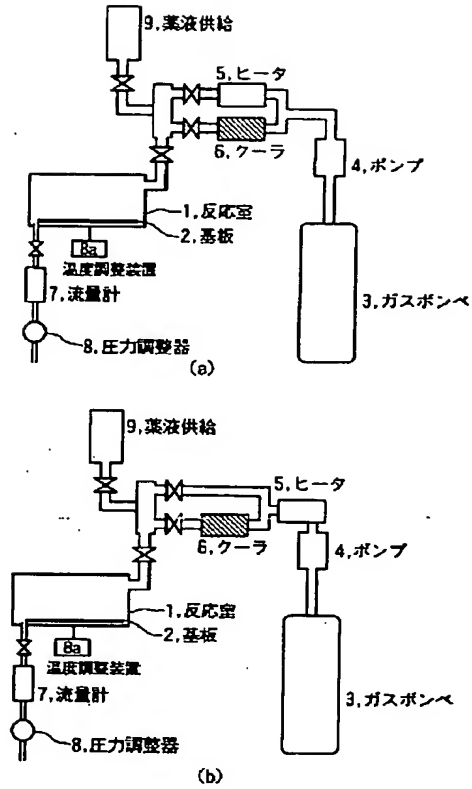 9,薬液供給
5,ヒータ
6,クーラ
4,ポンプ
1,反応室
2,基板
8a
温度調整装置
7,流量計
3,ガスボンベ
8,圧力調整器
(a)
9,薬液供給
5,ヒータ
6,クーラ
4,ポンプ
1,反応室
2,基板
8a
温度調整装置
7,流量計
3,ガスボンベ
8,圧力調整器
(b)